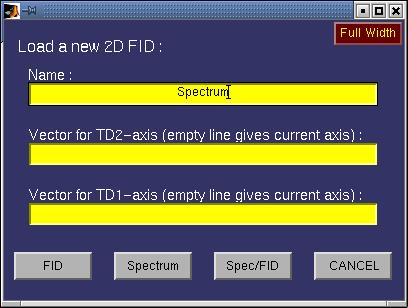 Full Width
Load a new 2D FID :
Name :
Spectrum
Vector for TD2-axis (empty line gives current axis) :
Vector for TD1-axis (empty line gives current axis) :
FID Spectrum Spec/FID CANCEL